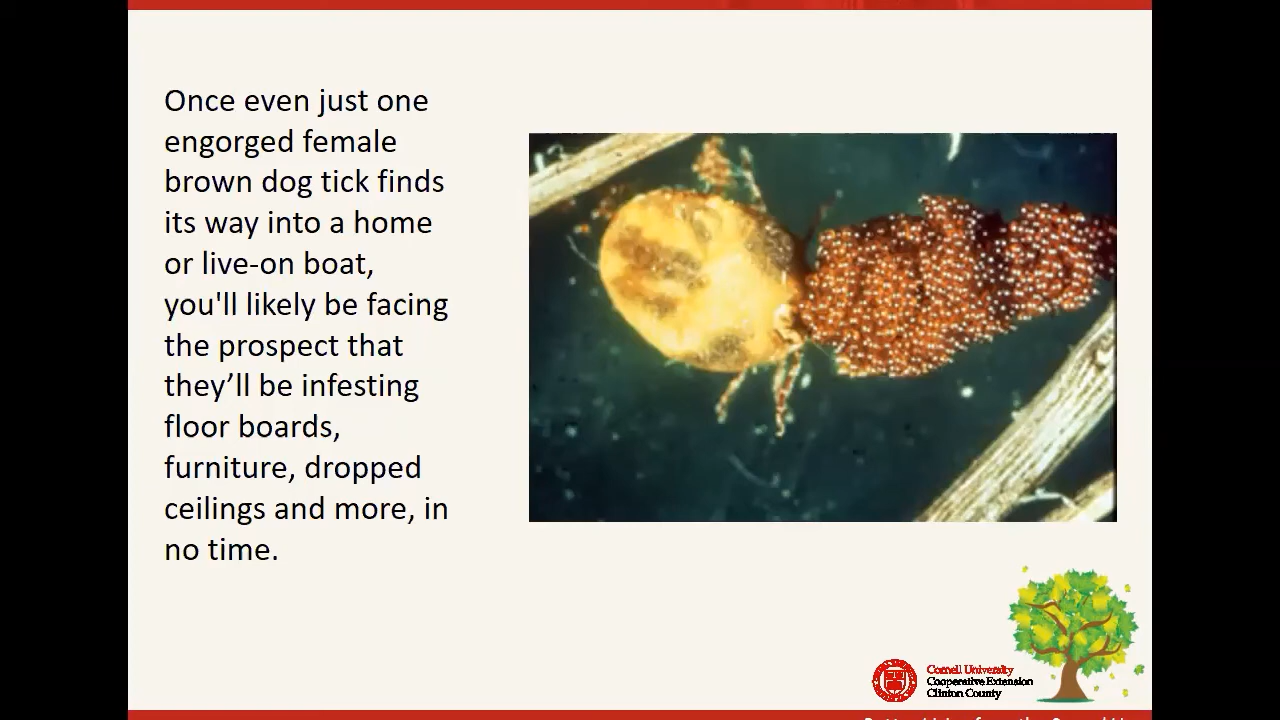 Once even just one
engorged female
brown dog tick finds
its way into a home
or live-on boat,
you'll likely be facing
the prospect that
they’ll be infesting
floor boards,
furniture, dropped
ceilings and more, in
no time.
Cornell University
Cooperative Extension
Clinton County